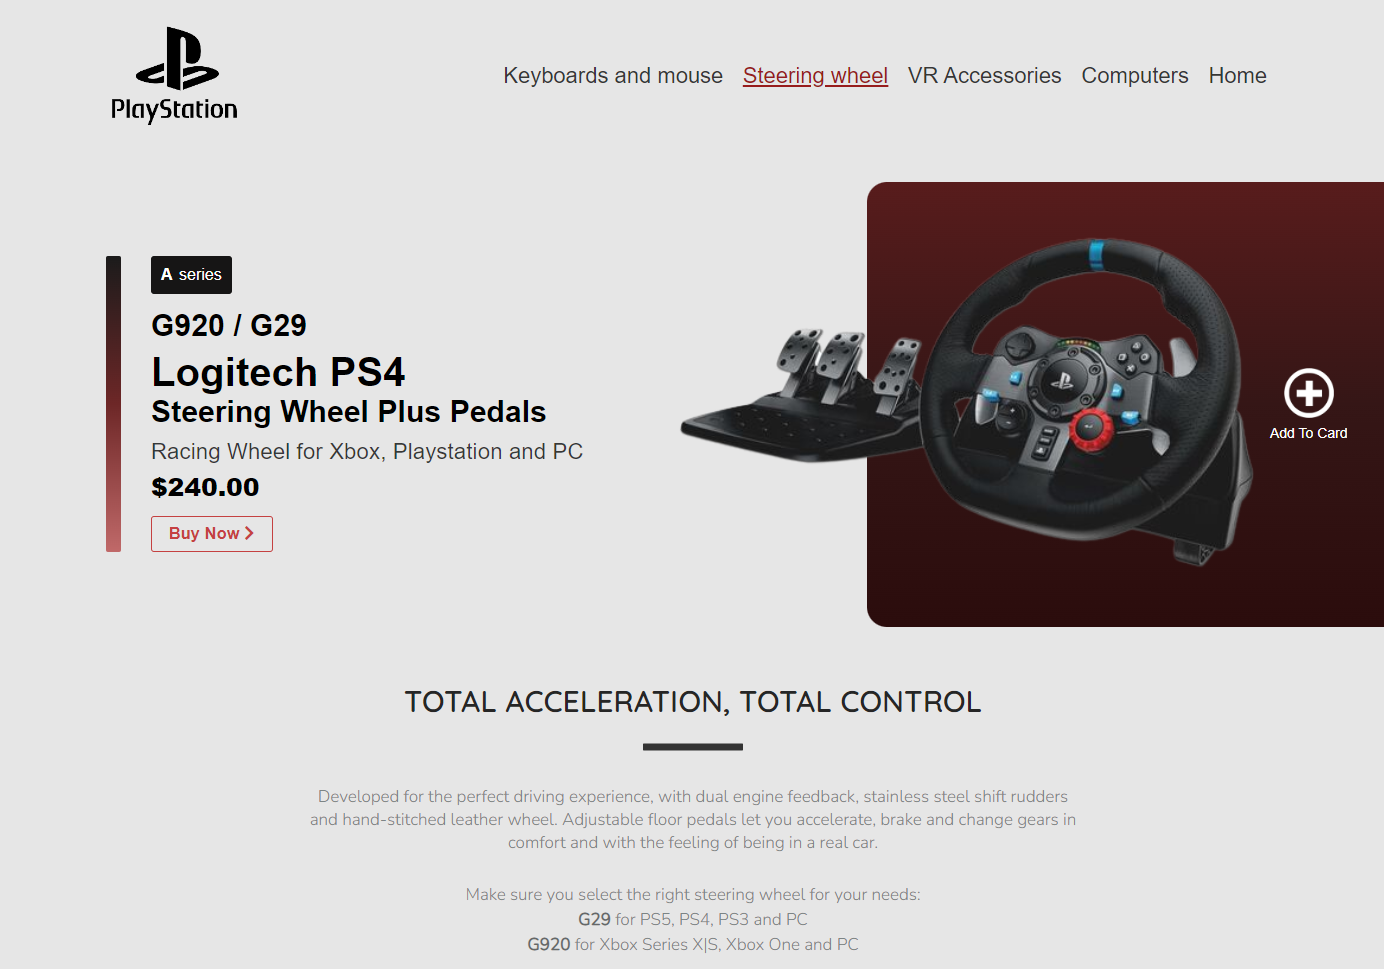 PlayStation
Keyboards and mouse Steering wheel VR Accessories Computers Home
A series
G920 / G29
Logitech PS4
Steering Wheel Plus Pedals
Racing Wheel for Xbox, Playstation and PC
$240.00
Buy Now
Add To Card
TOTAL ACCELERATION, TOTAL CONTROL
Developed for the perfect driving experience, with dual engine feedback, stainless steel shift rudders
and hand-stitched leather wheel. Adjustable floor pedals let you accelerate, brake and change gears in
comfort and with the feeling of being in a real car.
Make sure you select the right steering wheel for your needs:
G29 for PS5, PS4, PS3 and PC
G920 for Xbox Series X|S, Xbox One and PC